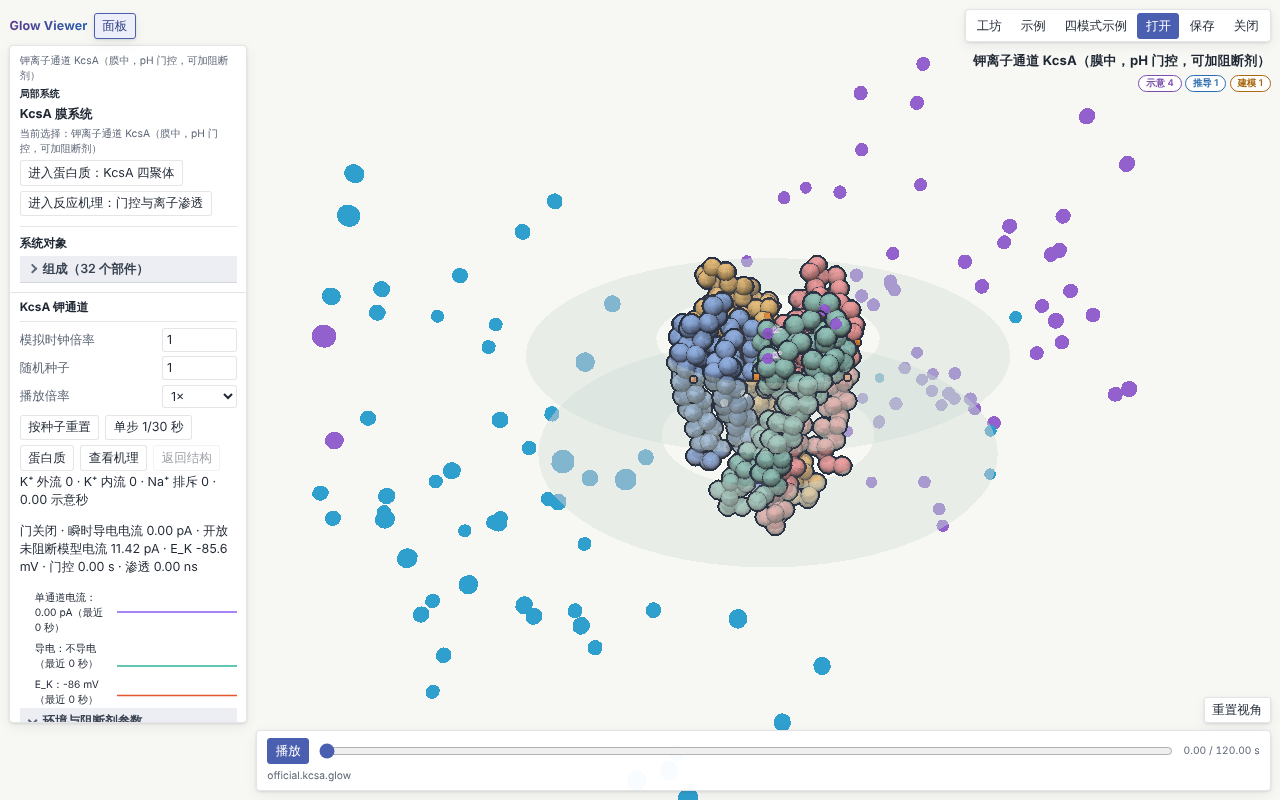 Glow Viewer
面板
工坊
示例
四模式示例
打开
保存
关闭
钾离子通道 KcsA（膜中，pH 门控，可加阻断剂）
示意 4
推导 1
建模 1
钾离子通道 KcsA（膜中，pH 门控，可加阻断
剂）
局部系统
KcsA 膜系统
当前选择：钾离子通道 KcsA（膜中，pH 门
控，可加阻断剂）
进入蛋白质：KcsA 四聚体
进入反应机理：门控与离子渗透
系统对象
组成（32 个部件）
KcsA 钾通道
模拟时钟倍率
1
随机种子
1
播放倍率
1×
按种子重置
单步 1/30 秒
蛋白质
查看机理
返回结构
K⁺ 外流 0 · K⁺ 内流 0 · Na⁺ 排斥 0 ·
0.00 示意秒
门关闭 · 瞬时导电电流 0.00 pA · 开放
未阻断模型电流 11.42 pA · E_K -85.6
mV · 门控 0.00 s · 渗透 0.00 ns
单通道电流：
0.00 pA（最近
0 秒）
导电：不导电
（最近 0 秒）
E_K：-86 mV
（最近 0 秒）
环境与阻断剂参数
重置视角
播放
0.00 / 120.00 s
official.kcsa.glow